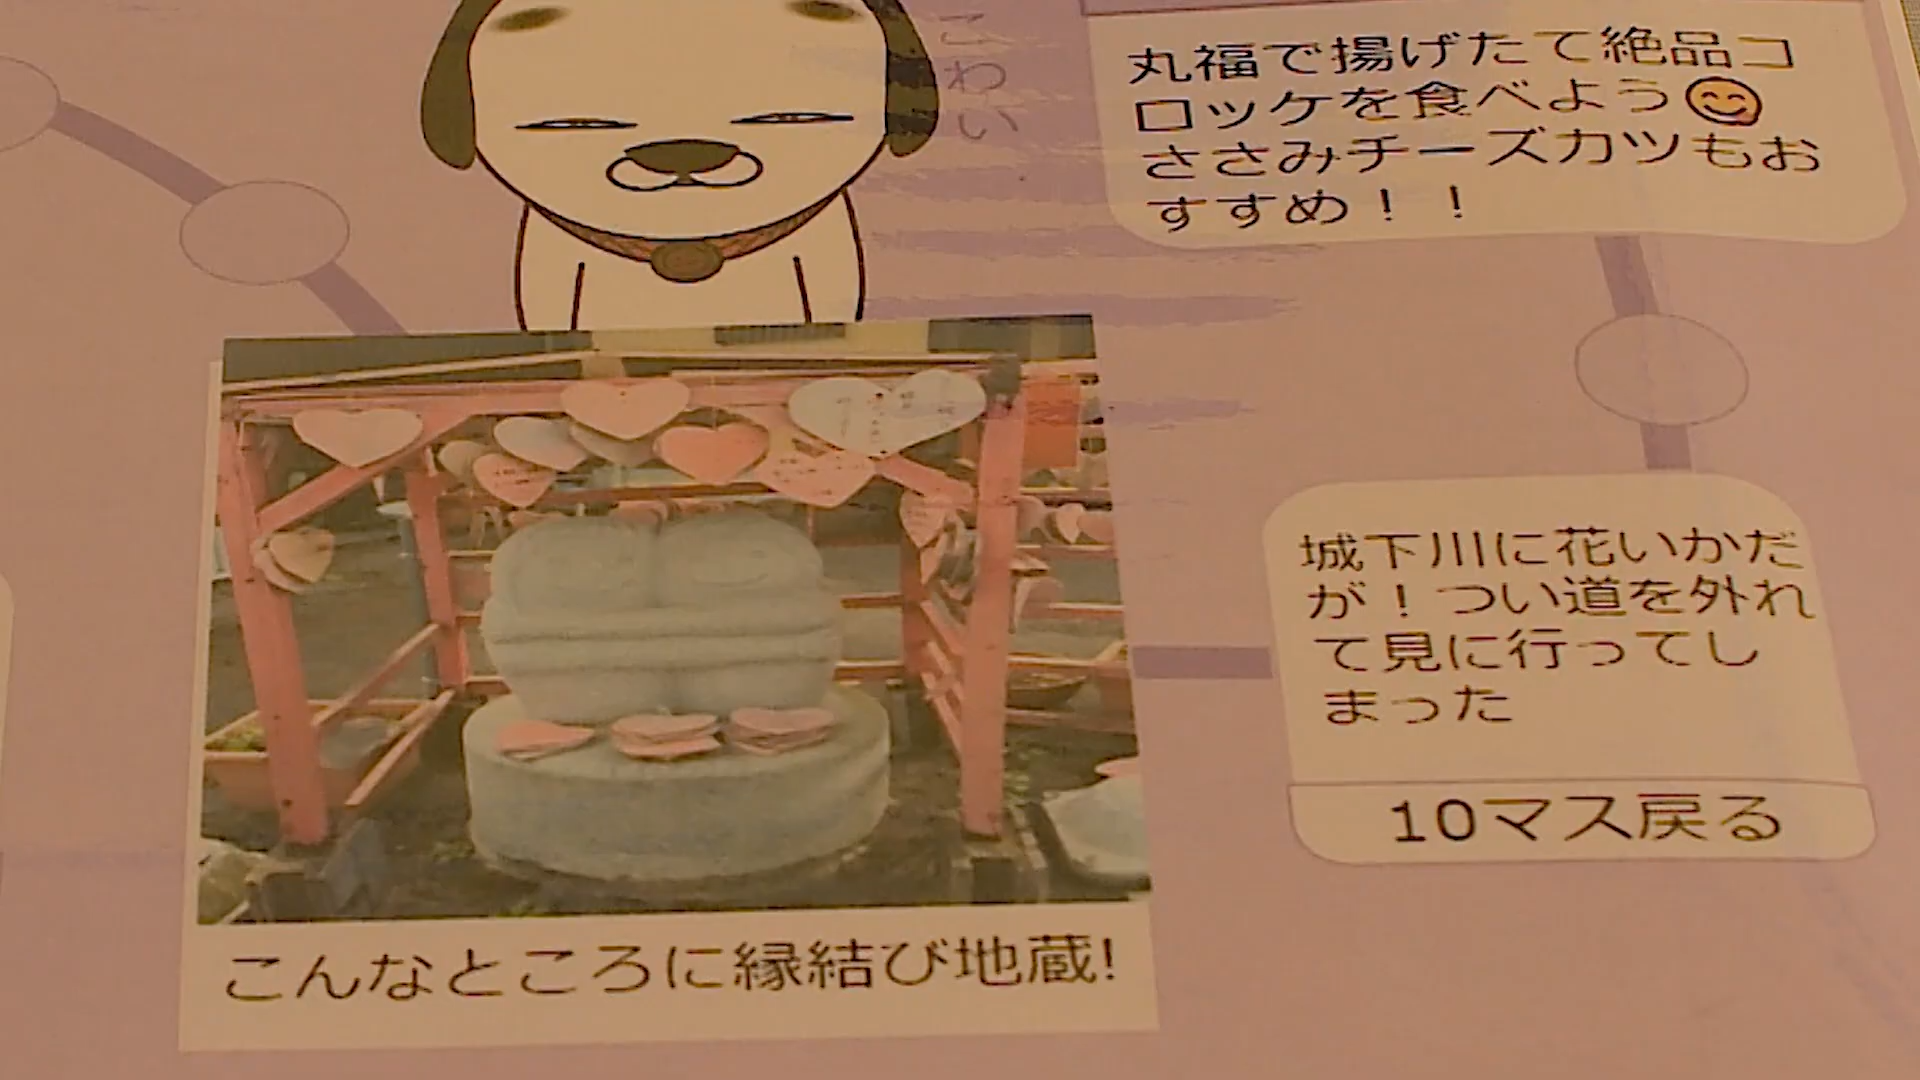 こわい
丸福で揚げたて絶品コ
ロッケを食べよう😋
ささみチーズカツもお
すすめ！！
城下川に花いかだ
が！つい道を外れ
て見に行ってし
まった
10マス戻る
こんなところに縁結び地蔵!